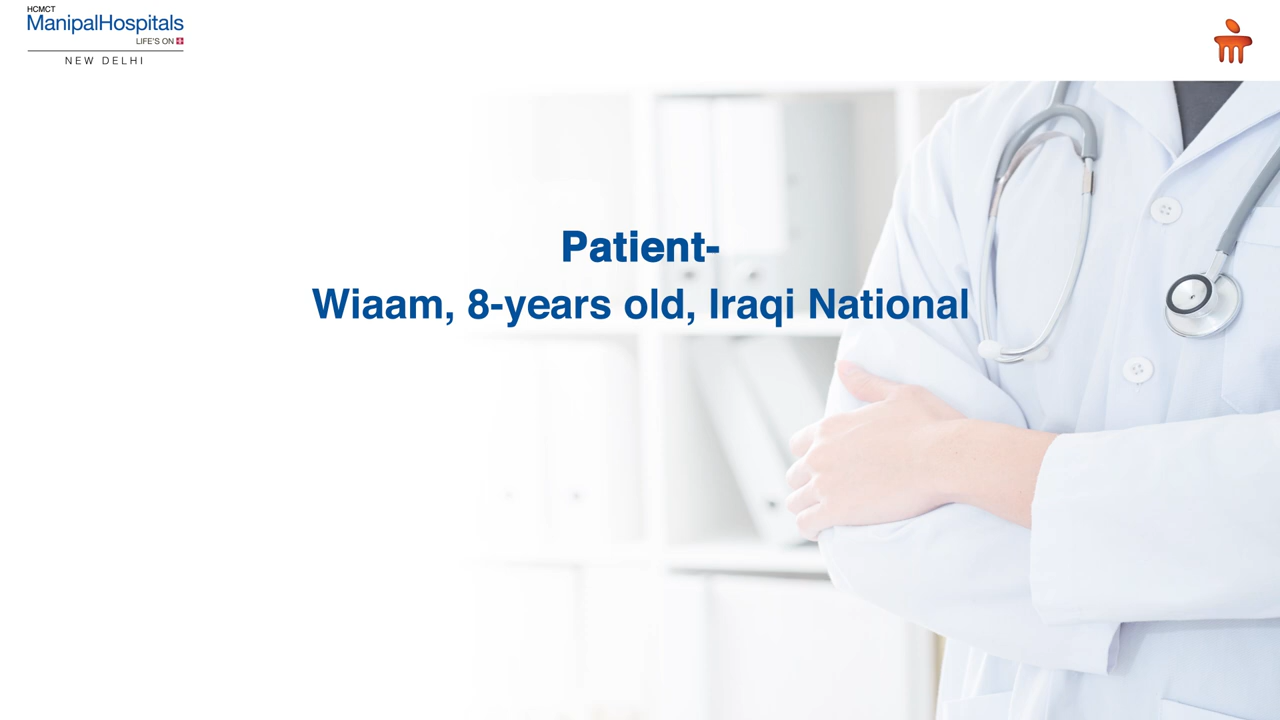 HCMCT
ManipalHospitals
LIFE'S ON
NEW DELHI
Patient-
Wiaam, 8-years old, Iraqi National